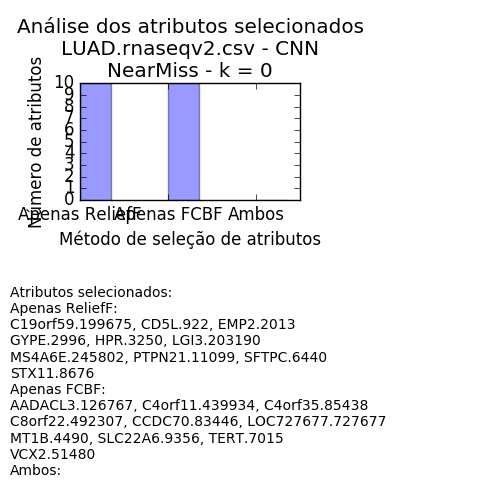 Análise dos atributos selecionados
LUAD.rnaseqv2.csv - CNN
NearMiss - k = 0
Número de atributos
10
9
8
7
6
5
4
3
2
1
0
Apenas ReliefF
Apenas FCBF
Ambos
Método de seleção de atributos
Atributos selecionados:
Apenas ReliefF:
C19orf59.199675, CD5L.922, EMP2.2013
GYPE.2996, HPR.3250, LGI3.203190
MS4A6E.245802, PTPN21.11099, SFTPC.6440
STX11.8676
Apenas FCBF:
AADACL3.126767, C4orf11.439934, C4orf35.85438
C8orf22.492307, CCDC70.83446, LOC727677.727677
MT1B.4490, SLC22A6.9356, TERT.7015
VCX2.51480
Ambos: